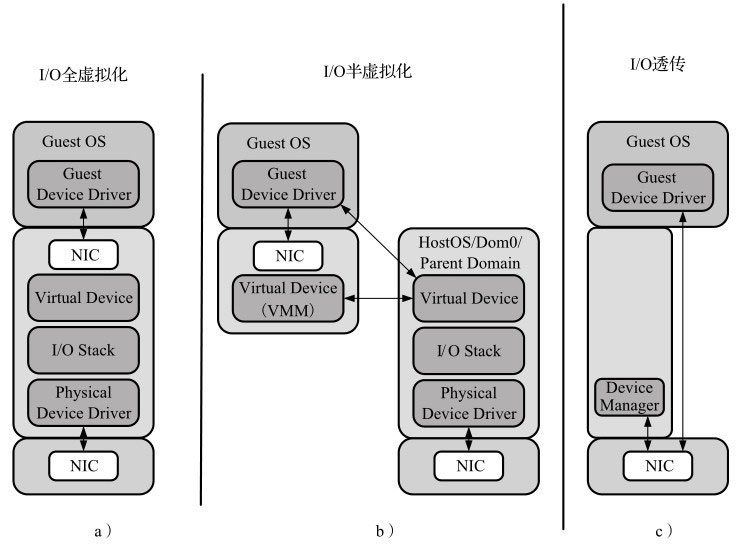 I/O全虚拟化
Guest OS
Guest
Device Driver
NIC
Virtual Device
I/O Stack
Physical
Device Driver
NIC
a）
I/O半虚拟化
Guest OS
Guest
Device Driver
NIC
Virtual Device
（VMM）
HostOS/Dom0/
Parent Domain
Virtual Device
I/O Stack
Physical
Device Driver
NIC
b）
I/O透传
Guest OS
Guest
Device Driver
Device
Manager
NIC
c）